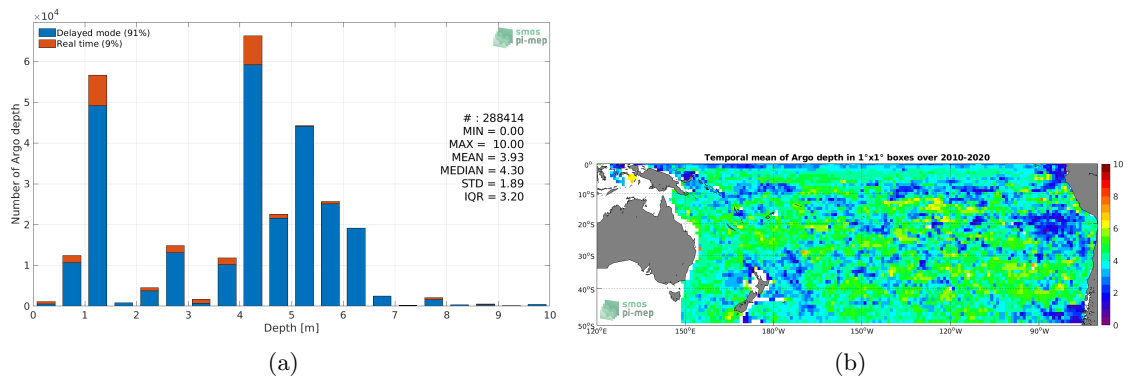 ×10⁴
Delayed mode (91%)
Real time (9%)
smos
pi-mep
Number of Argo depth
6
5
4
3
2
1
0
# : 288414
MIN = 0.00
MAX = 10.00
MEAN = 3.93
MEDIAN = 4.30
STD = 1.89
IQR = 3.20
0 1 2 3 4 5 6 7 8 9 10
Depth [m]
(a)
Temporal mean of Argo depth in 1°x1° boxes over 2010-2020
0°
10°S
20°S
30°S
40°S
50°S
120°E 150°E 180°W 150°W 120°W 90°W
10
8
6
4
2
0
smos
pi-mep
(b)